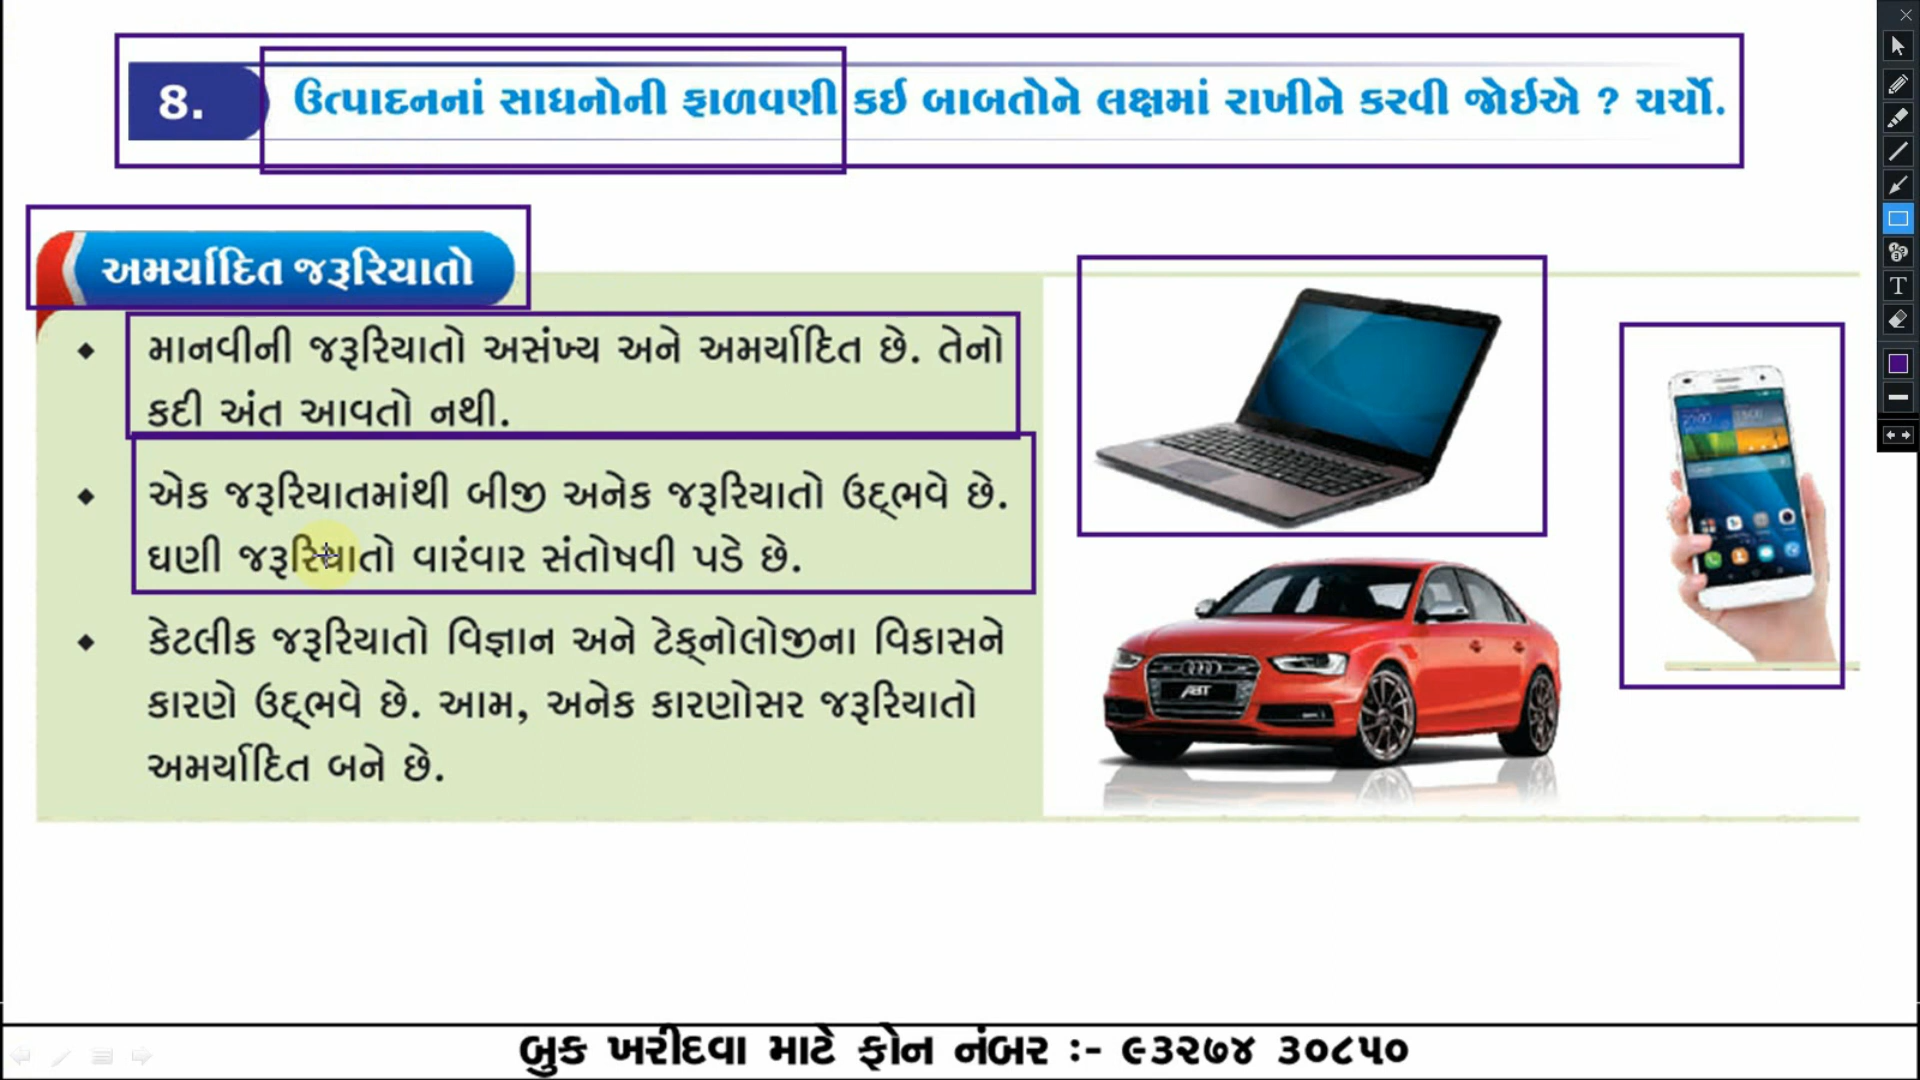 8. ઉત્પાદનનાં સાધનોની ફાળવણી કઈ બાબતોને લક્ષમાં રાખીને કરવી જોઈએ ? ચર્ચો.
અમર્યાદિત જરૂરિયાતો
◆ માનવીની જરૂરિયાતો અસંખ્ય અને અમર્યાદિત છે. તેનો
કદી અંત આવતો નથી.
◆ એક જરૂરિયાતમાંથી બીજી અનેક જરૂરિયાતો ઉદ્ભવે છે.
ઘણી જરૂરિયાતો વારંવાર સંતોષવી પડે છે.
◆ કેટલીક જરૂરિયાતો વિજ્ઞાન અને ટેક્નોલોજીના વિકાસને
કારણે ઉદ્ભવે છે. આમ, અનેક કારણોસર જરૂરિયાતો
અમર્યાદિત બને છે.
ABT
બુક ખરીદવા માટે ફોન નંબર :- ૯૩૨૭૪ ૩૦૮૫૦